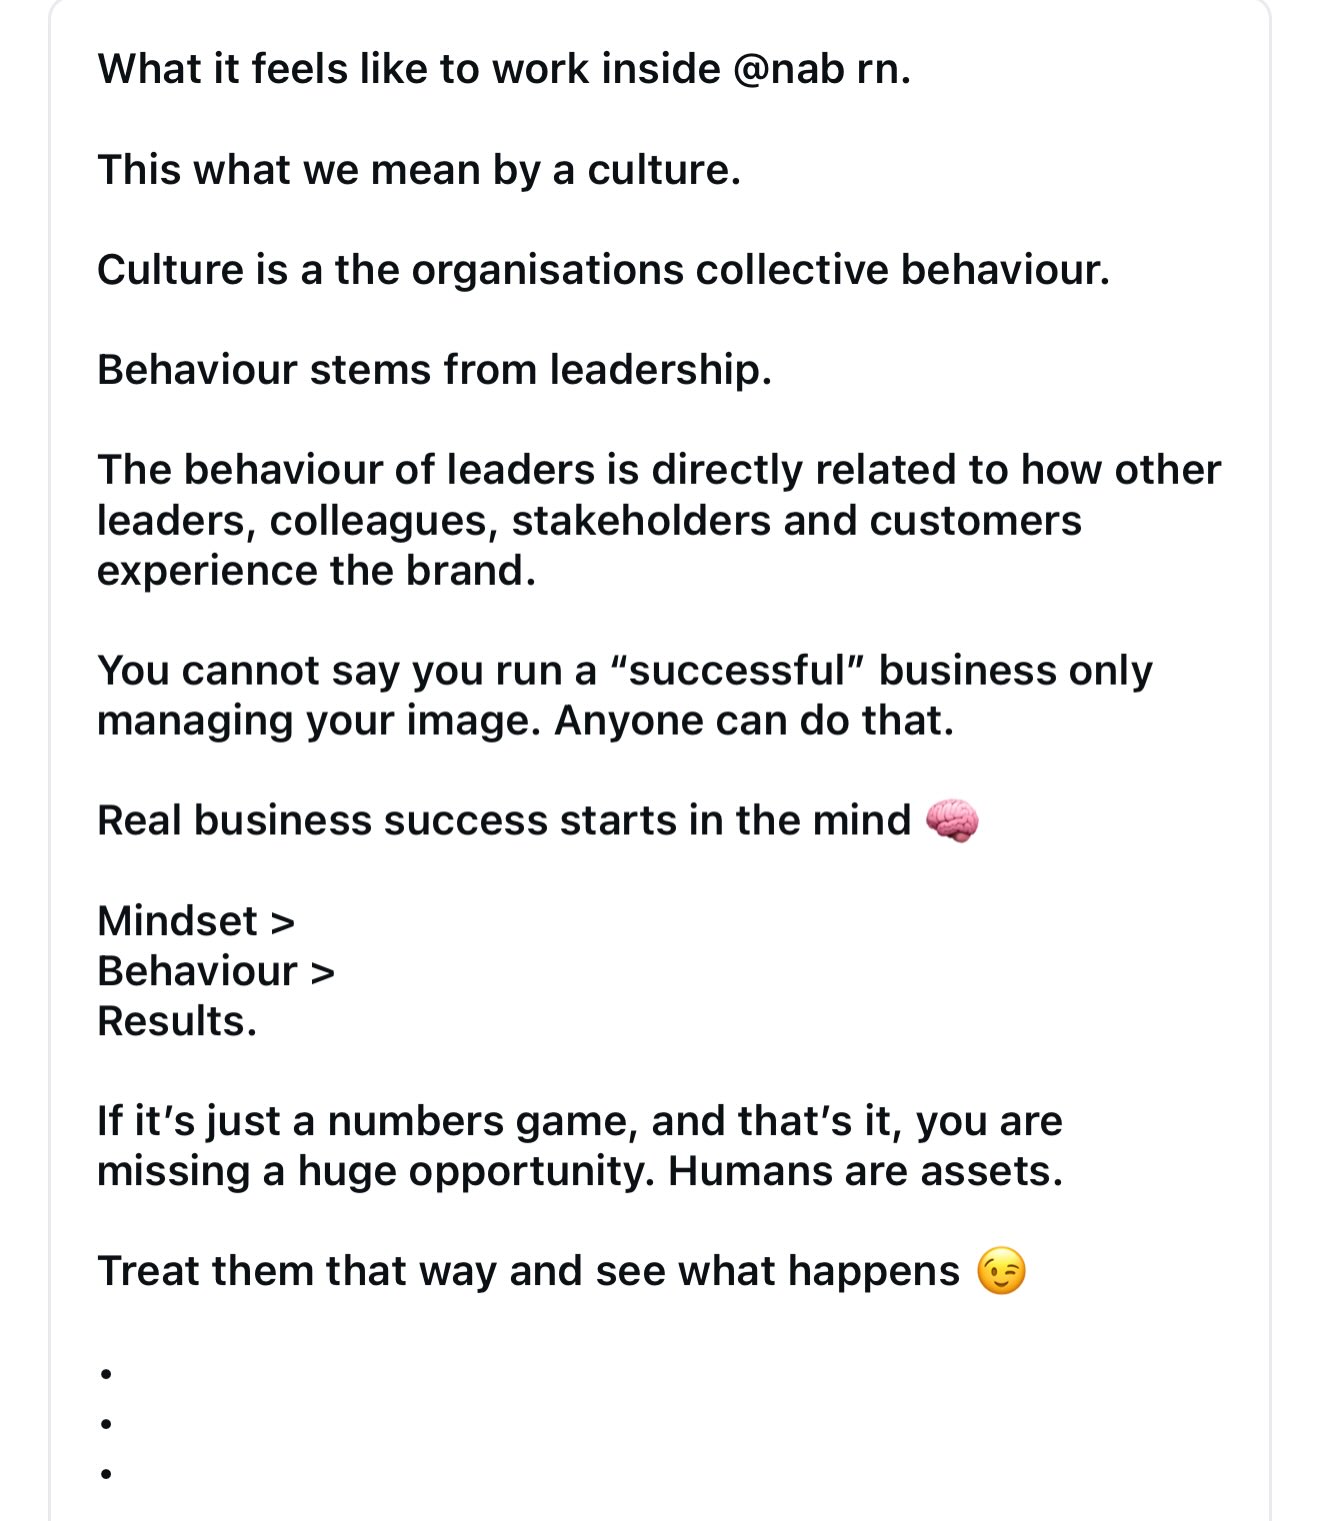 What it feels like to work inside @nab rn.
This what we mean by a culture.
Culture is a the organisations collective behaviour.
Behaviour stems from leadership.
The behaviour of leaders is directly related to how other
leaders, colleagues, stakeholders and customers
experience the brand.
You cannot say you run a “successful” business only
managing your image. Anyone can do that.
Real business success starts in the mind 🧠
Mindset >
Behaviour >
Results.
If it’s just a numbers game, and that’s it, you are
missing a huge opportunity. Humans are assets.
Treat them that way and see what happens 😉
•
•
•